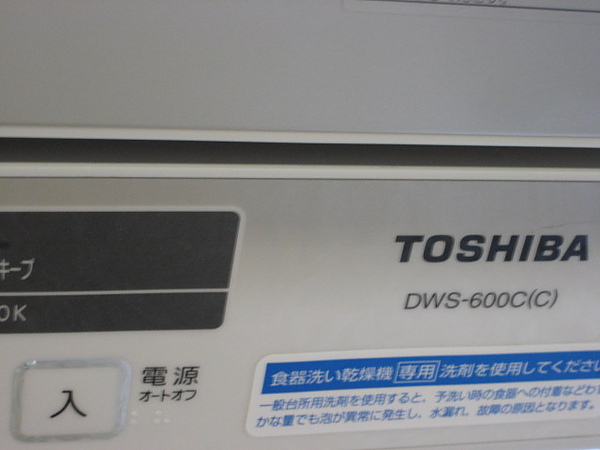 TOSHIBA
DWS-600C(C)
キープ
OK
電源
オートオフ
入
食器洗い乾燥機 専用 洗剤を使用してくださ
一般台所用洗剤を使用すると、予洗い時の食器への付着などわず
かな量でも泡が異常に発生し、水漏れ、故障の原因となります。